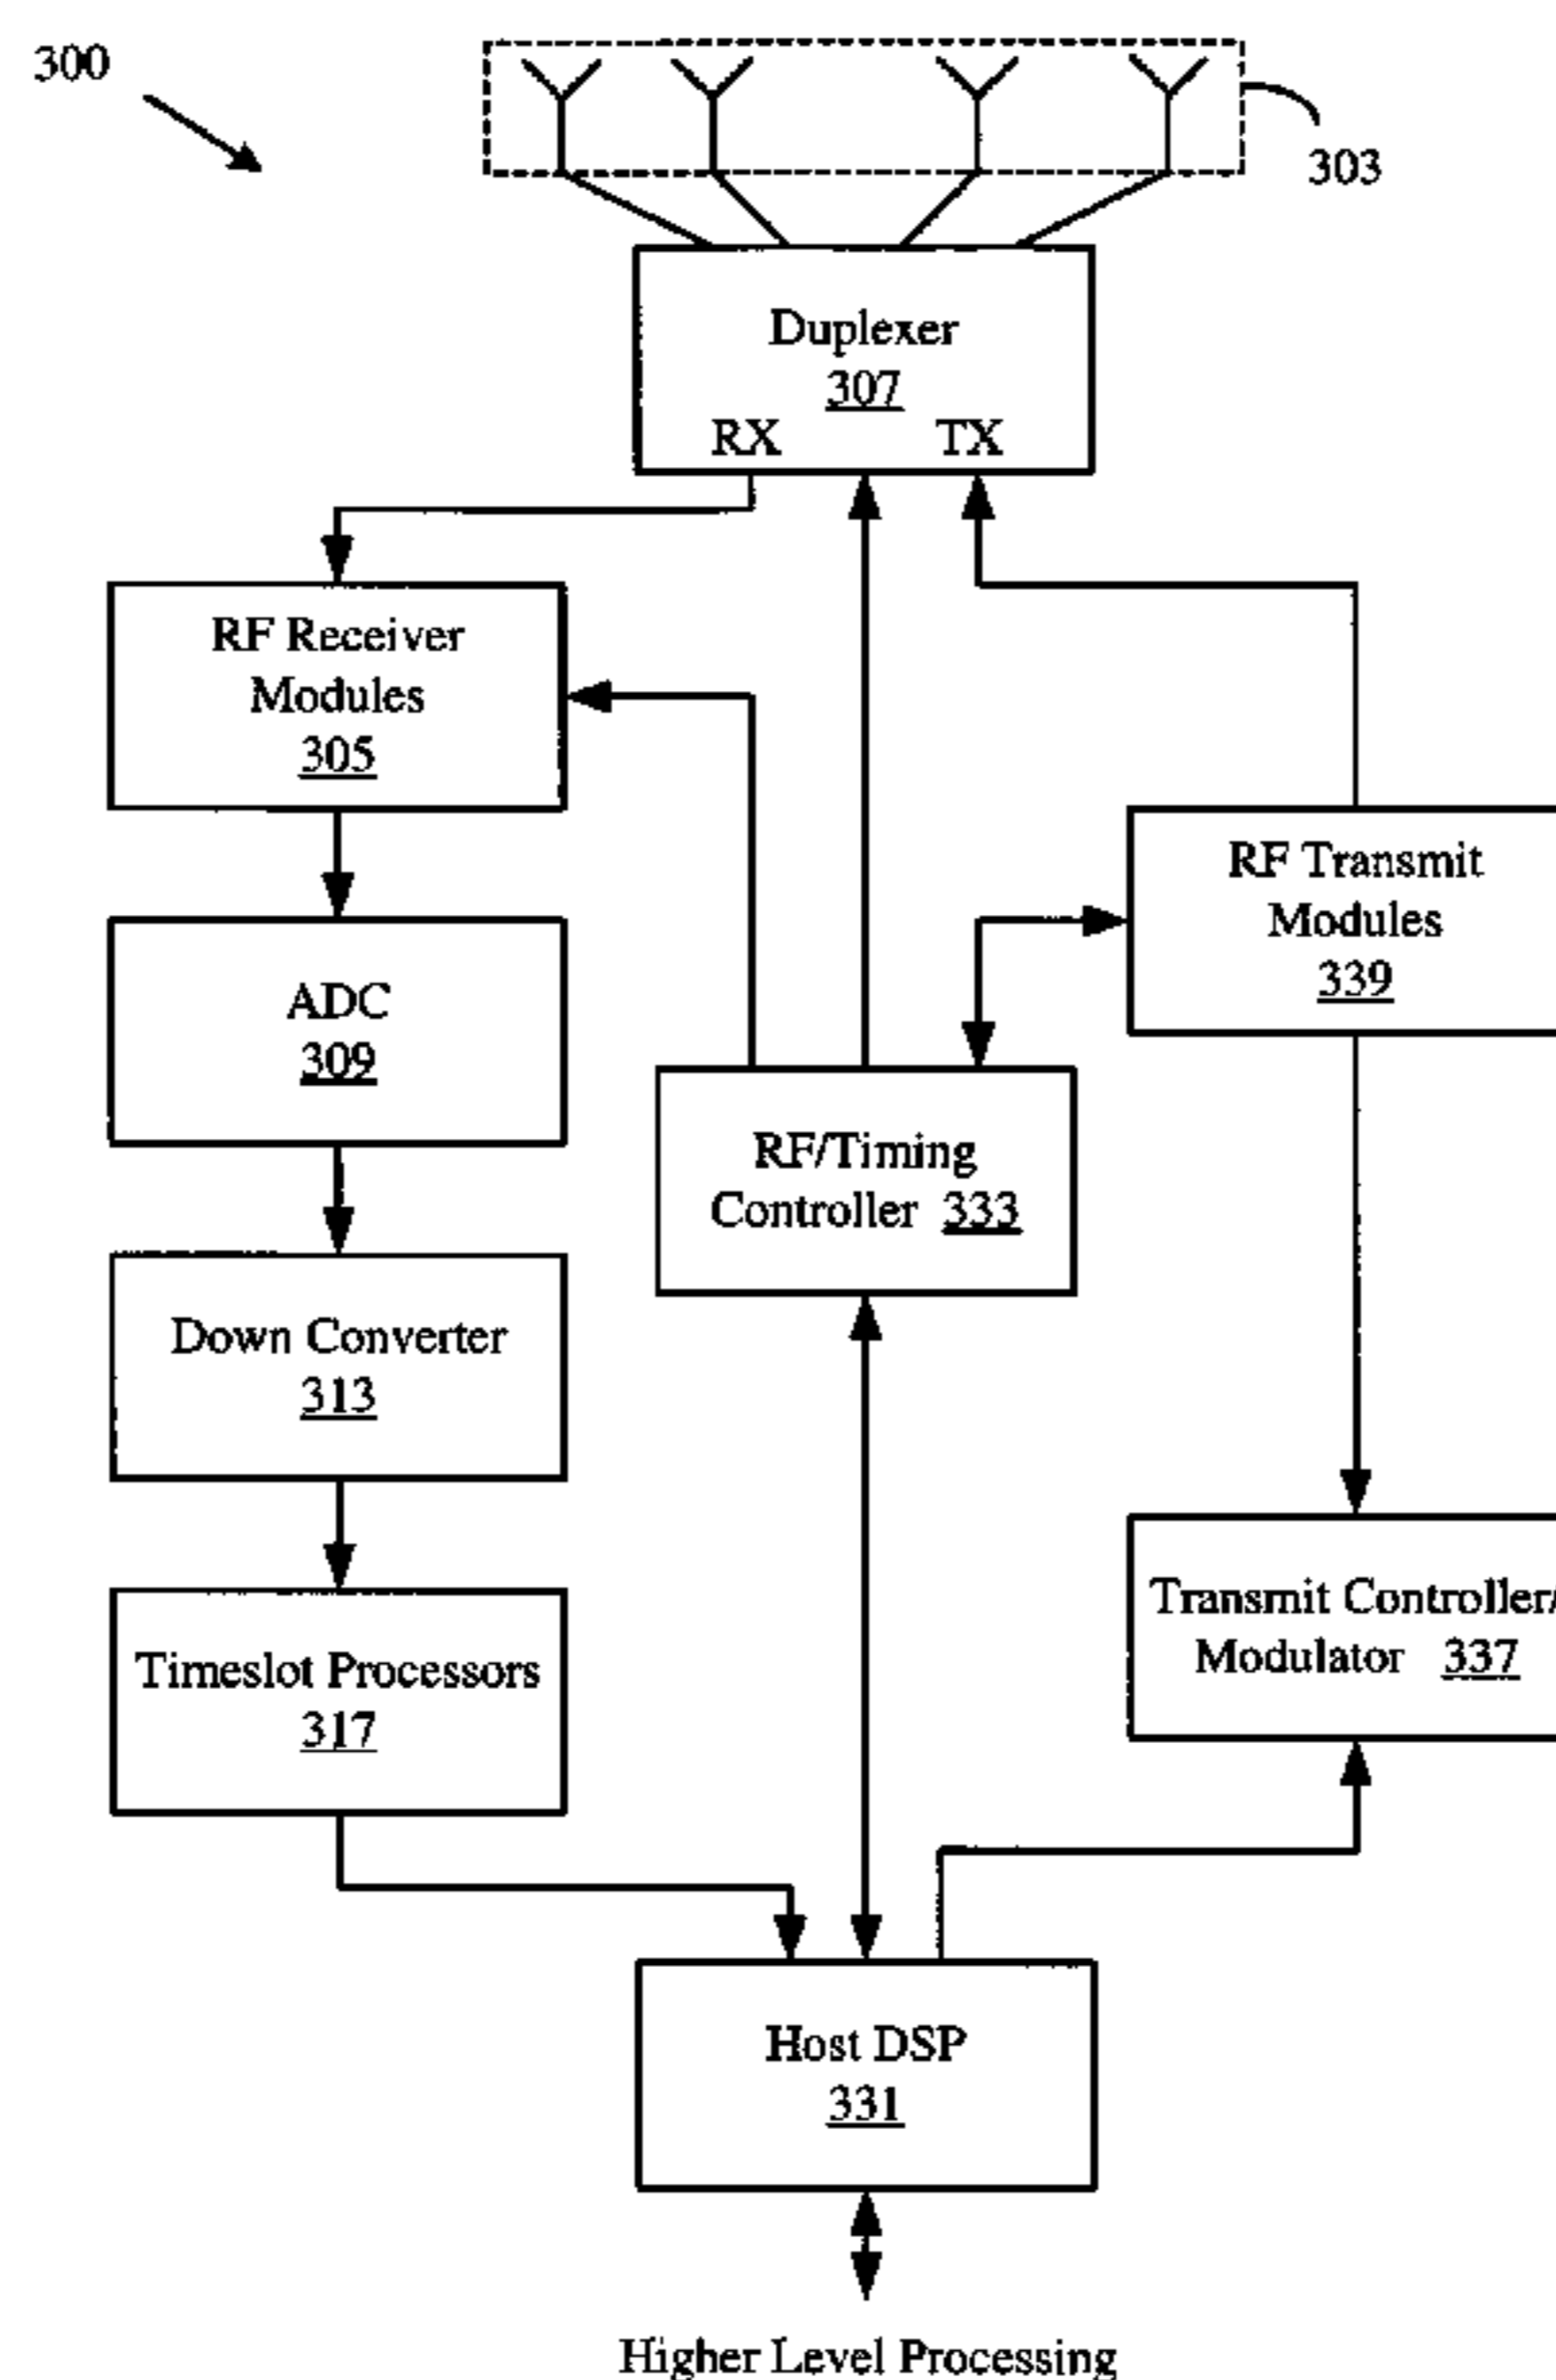 300
303
Duplexer
307
RX TX
RF Receiver
Modules
305
RF Transmit
Modules
339
ADC
309
RF/Timing
Controller 333
Down Converter
313
Transmit Controller/
Modulator 337
Timeslot Processors
317
Host DSP
331
Higher Level Processing